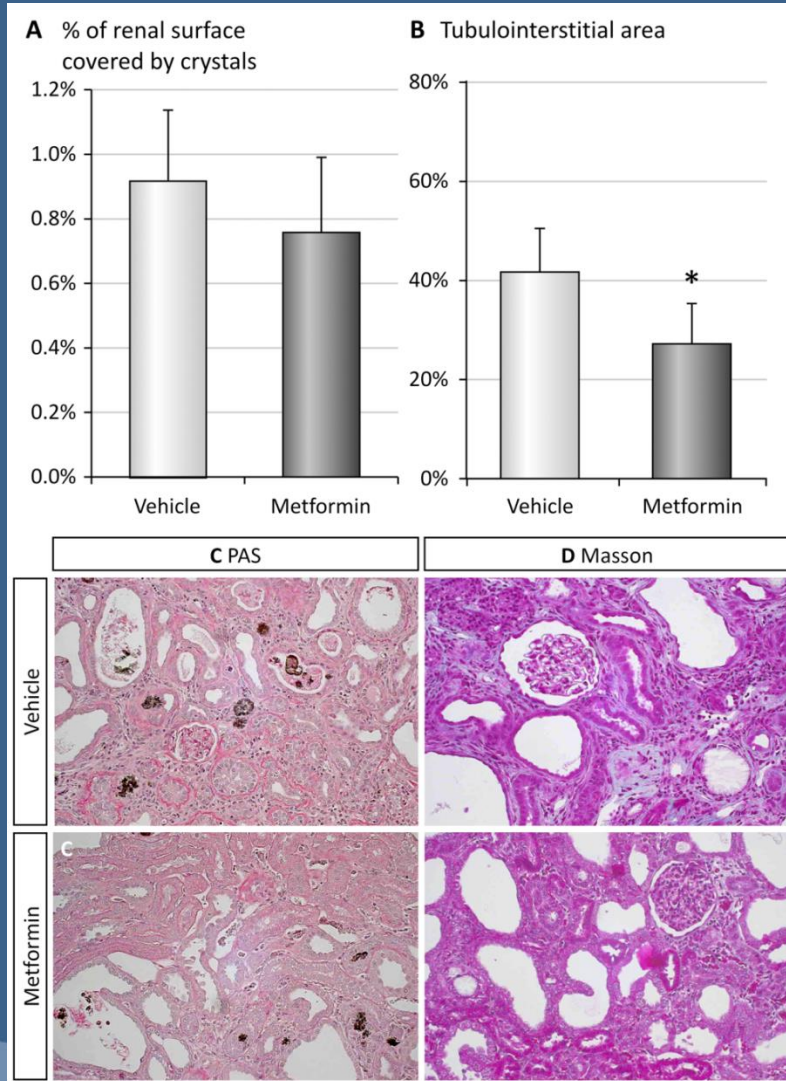 A % of renal surface
covered by crystals
1.2%
1.0%
0.8%
0.6%
0.4%
0.2%
0.0%
Vehicle Metformin
B Tubulointerstitial area
80%
60%
40%
20%
0%
*
Vehicle Metformin
C PAS
D Masson
Vehicle
Metformin
C